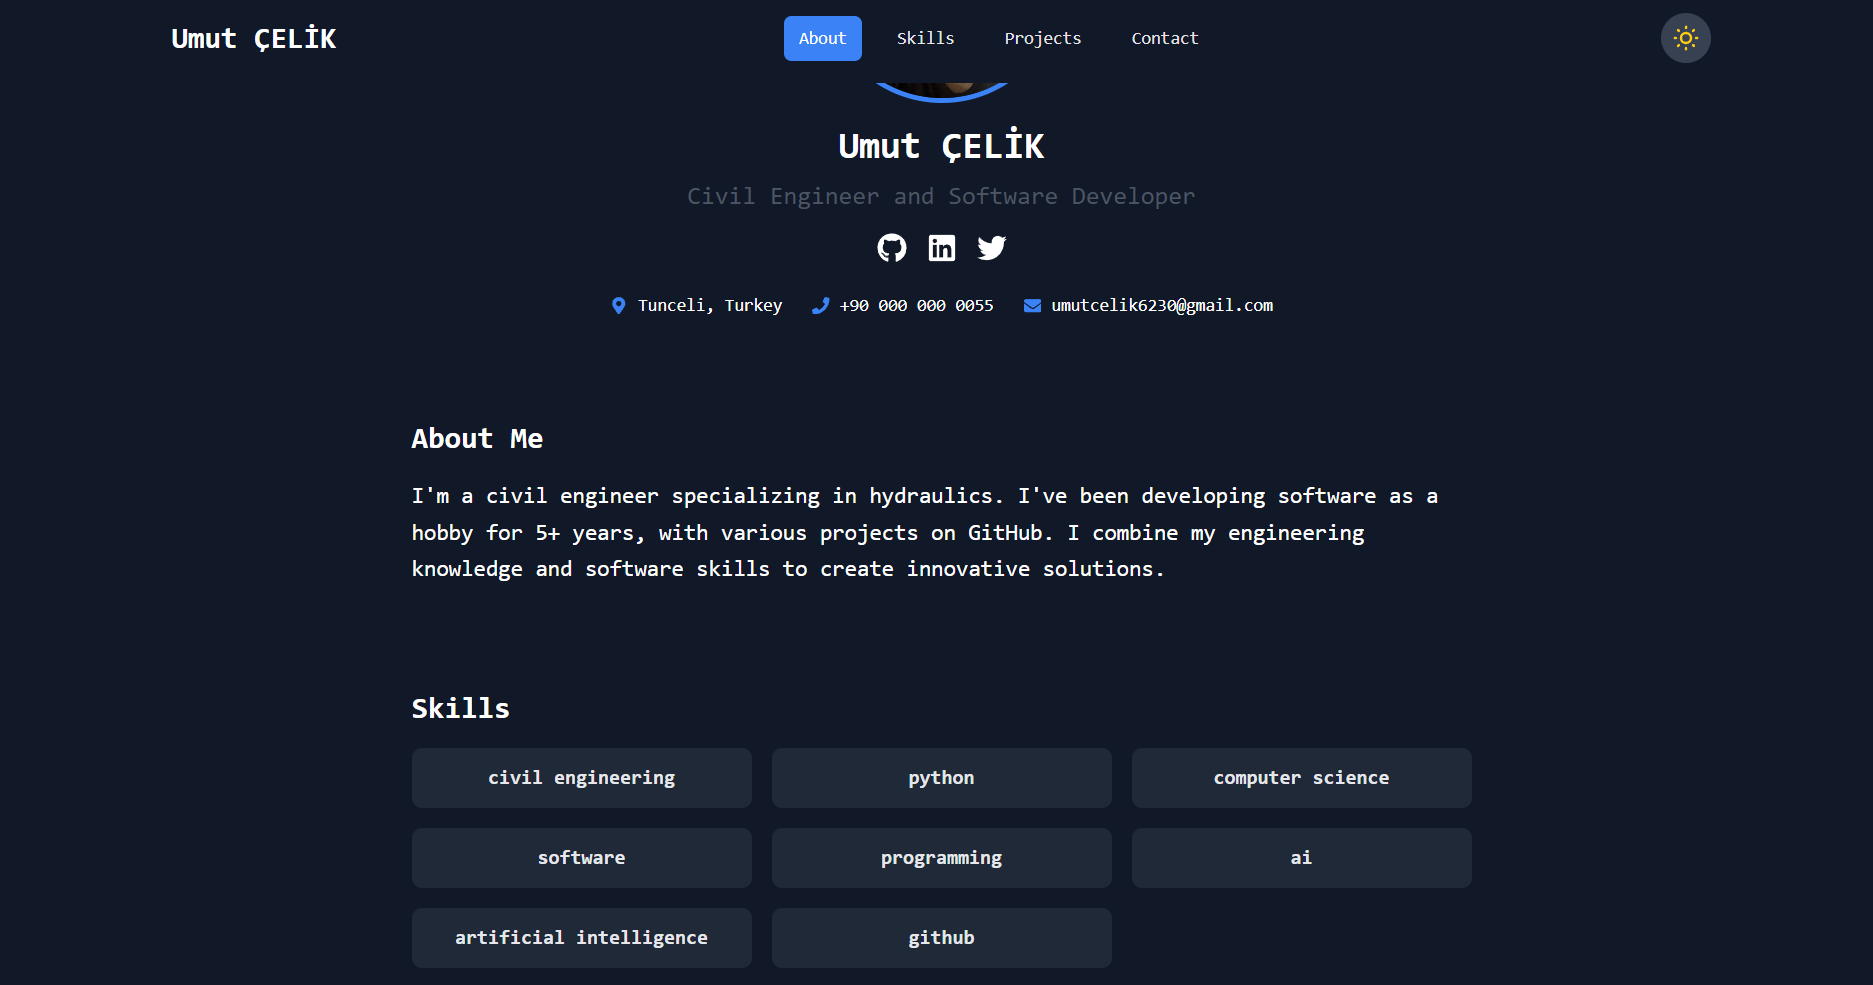 Umut ÇELİK
About Skills Projects Contact
Umut ÇELİK
Civil Engineer and Software Developer
Tunceli, Turkey +90 000 000 0055 umutcelik6230@gmail.com
About Me
I'm a civil engineer specializing in hydraulics. I've been developing software as a
hobby for 5+ years, with various projects on GitHub. I combine my engineering
knowledge and software skills to create innovative solutions.
Skills
civil engineering python computer science
software programming ai
artificial intelligence github